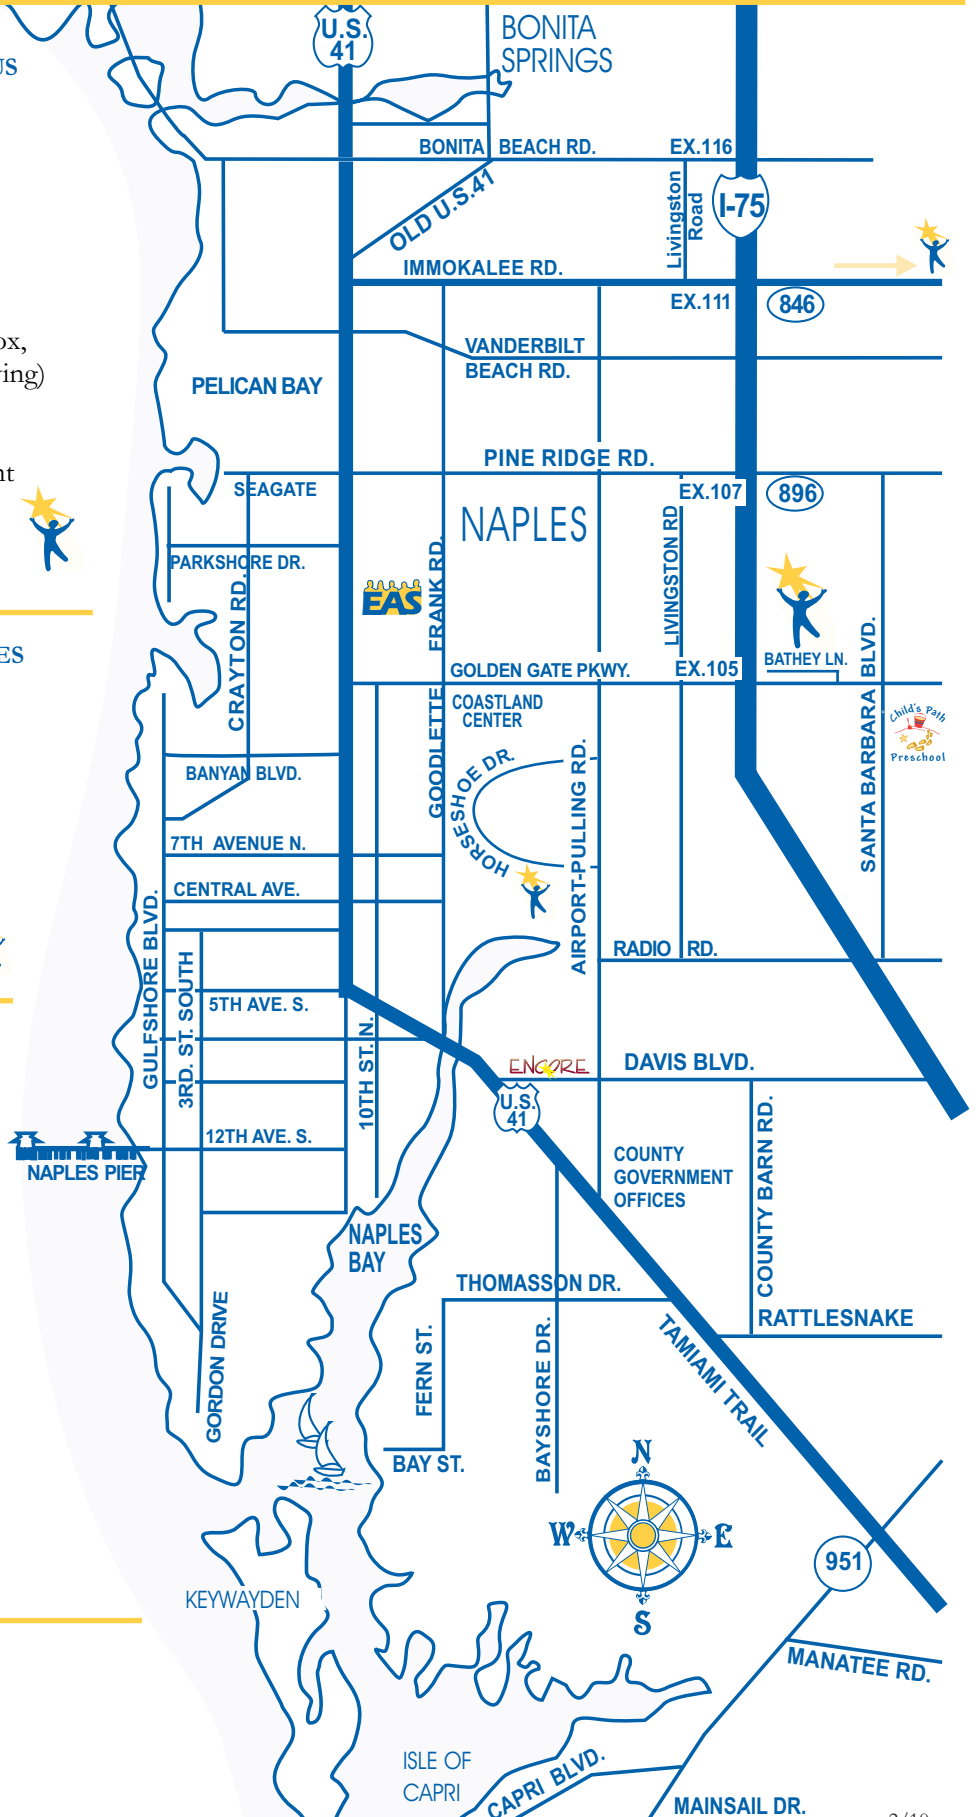 US
U.S.
41
BONITA
SPRINGS
BONITA BEACH RD.
EX.116
OLD U.S.41
Livingston
Road
I-75
IMMOKALEE RD.
EX.111
846
ox,
ing)
VANDERBILT
BEACH RD.
PELICAN BAY
PINE RIDGE RD.
nt
SEAGATE
EX.107
896
NAPLES
PARKSHORE DR.
CRAYTON RD.
EAS
GOODLETTE FRANK RD.
LIVINGSTON RD
BATHEY LN.
SANTA BARBARA BLVD.
ES
GOLDEN GATE PKWY.
EX.105
COASTLAND
CENTER
Child's Path
Preschool
HORSESHOE DR.
AIRPORT-PULLING RD.
BANYAN BLVD.
7TH AVENUE N.
CENTRAL AVE.
GULFSHORE BLVD.
3RD. ST. SOUTH
RADIO RD.
5TH AVE. S.
10TH ST. N.
ENCORE
DAVIS BLVD.
U.S.
41
12TH AVE. S.
NAPLES PIER
COUNTY
GOVERNMENT
OFFICES
COUNTY BARN RD.
NAPLES
BAY
THOMASSON DR.
RATTLESNAKE
GORDON DRIVE
FERN ST.
BAYSHORE DR.
TAMIAMI TRAIL
BAY ST.
N
W
E
S
951
KEYWAYDEN
MANATEE RD.
ISLE OF
CAPRI
CAPRI BLVD.
MAINSAIL DR.